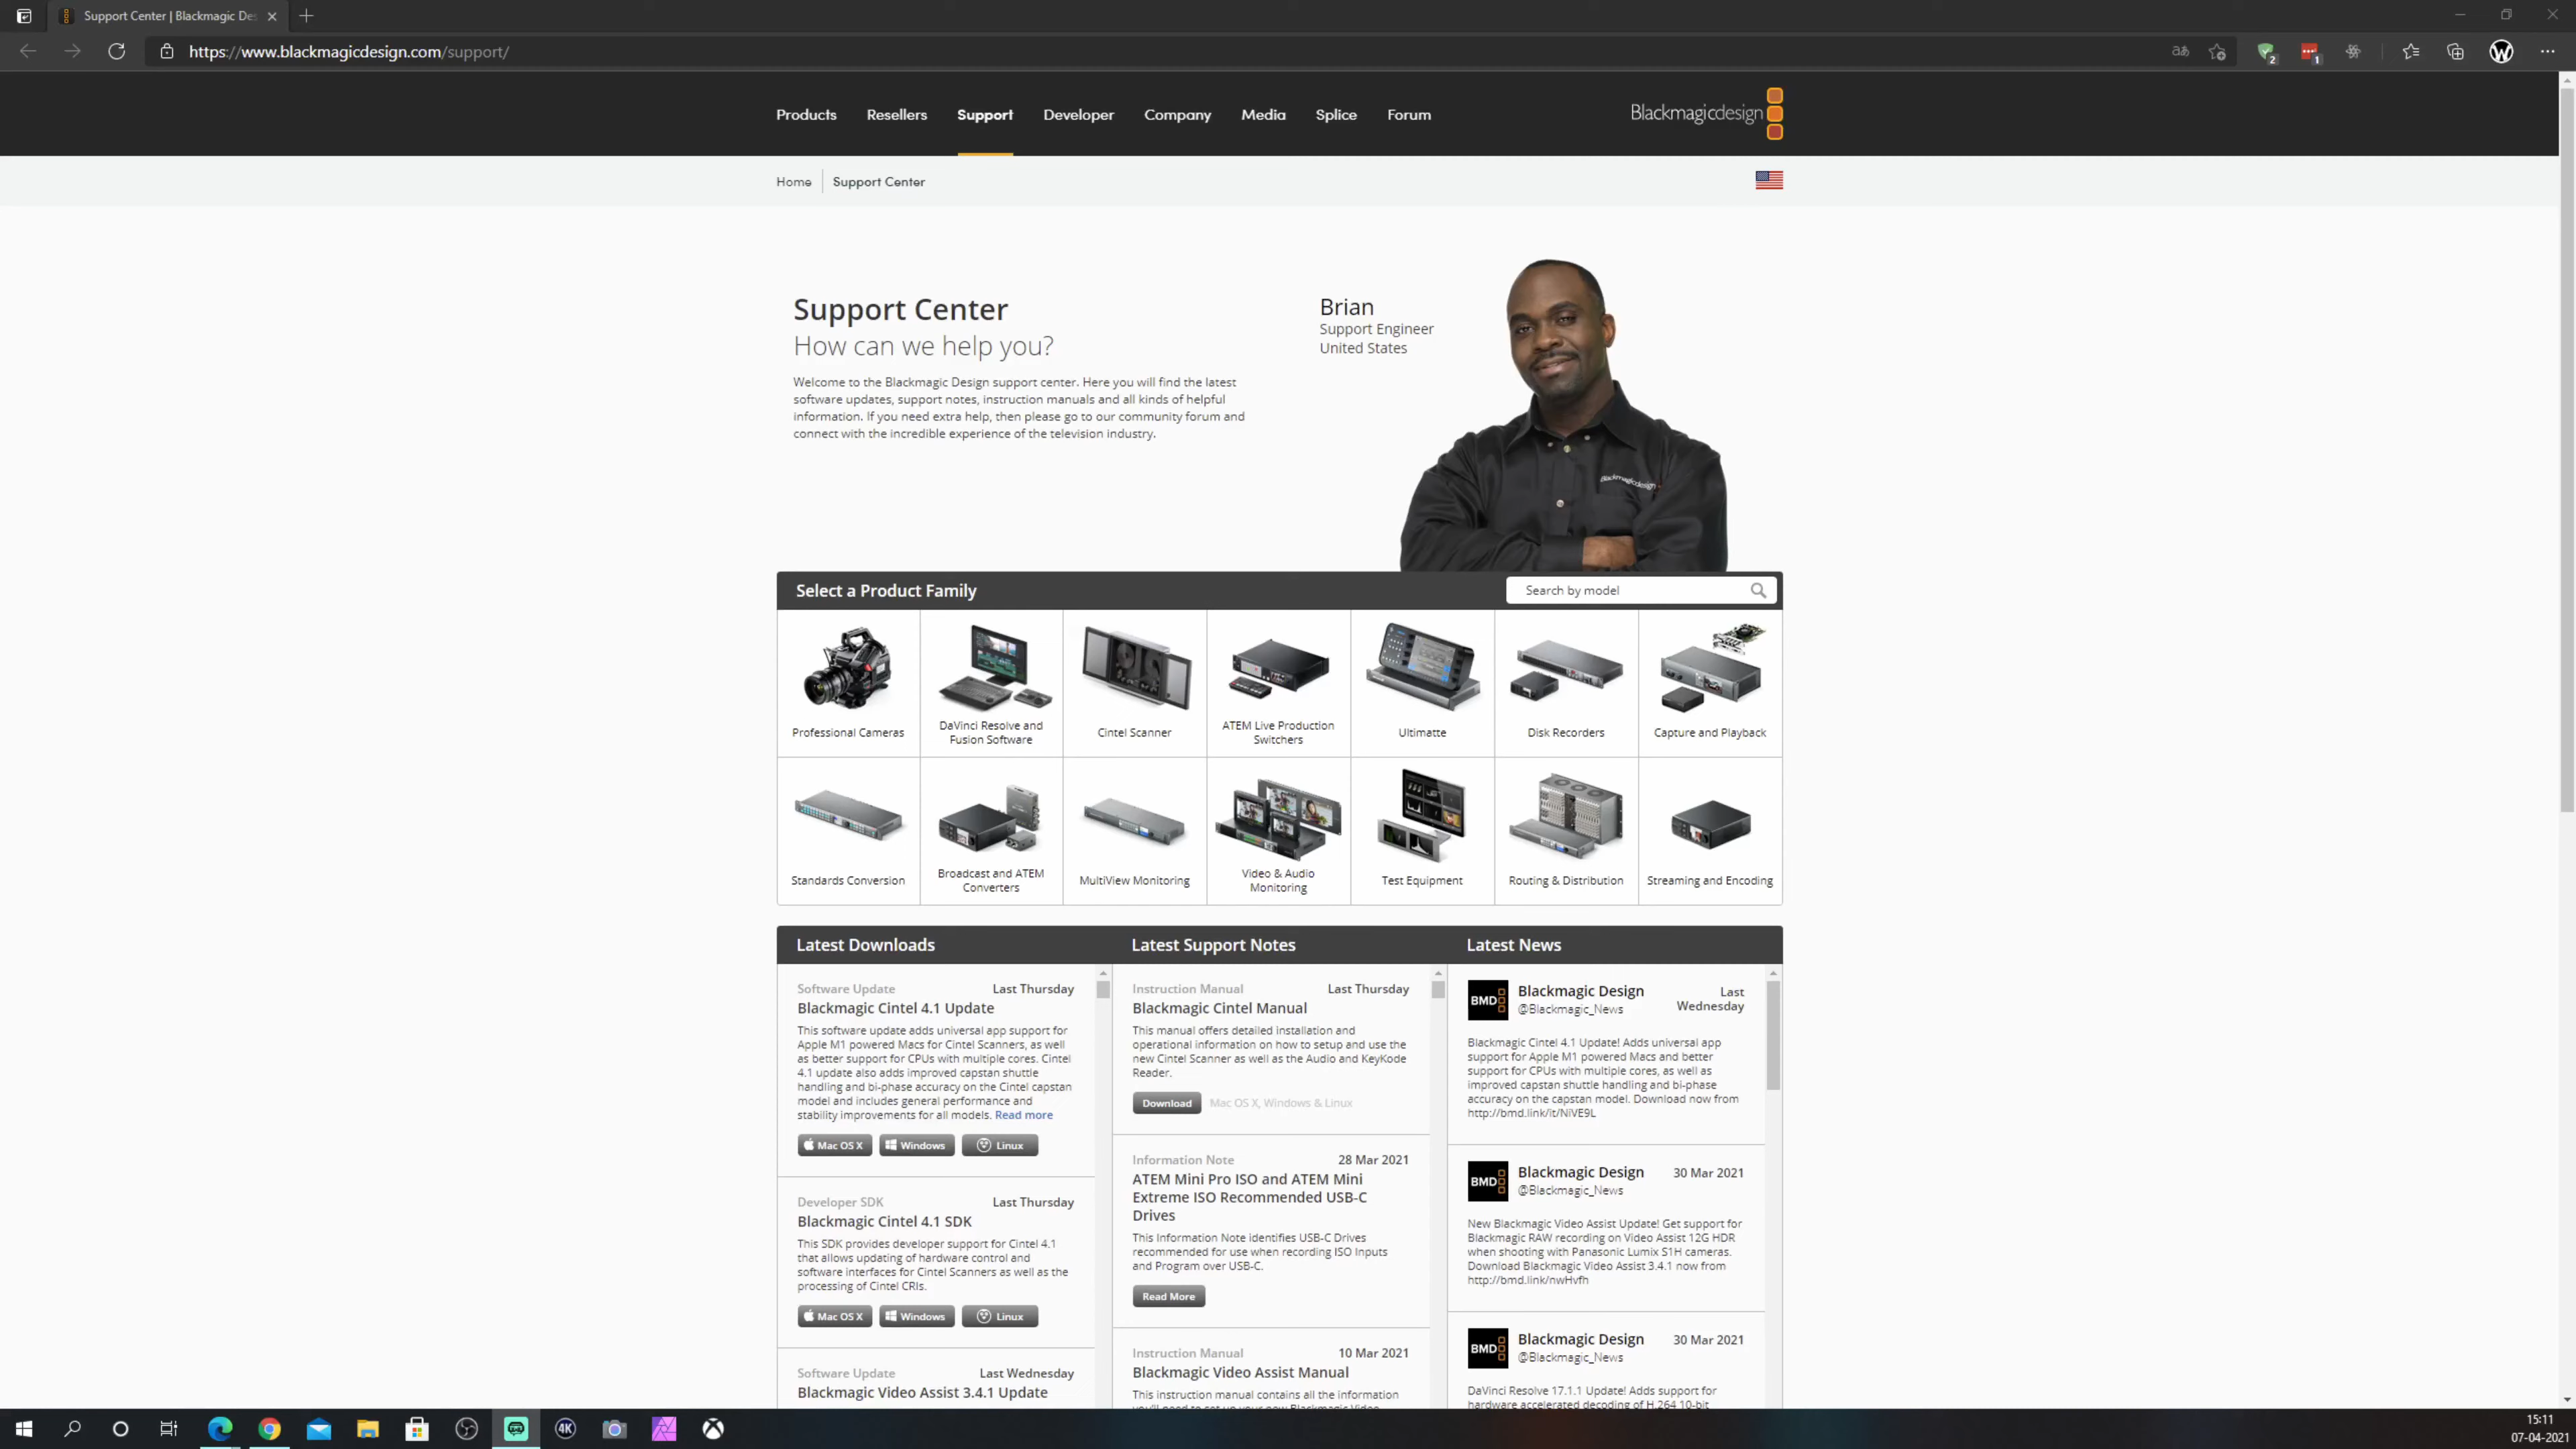 Support Center | Blackmagic Des
https://www.blackmagicdesign.com/support/
2
1
W
Products
Resellers
Support
Developer
Company
Media
Splice
Forum
Blackmagicdesign
Home
Support Center
Support Center
How can we help you?
Welcome to the Blackmagic Design support center. Here you will find the latest
software updates, support notes, instruction manuals and all kinds of helpful
information. If you need extra help, then please go to our community forum and
connect with the incredible experience of the television industry.
Brian
Support Engineer
United States
Blackmagicdesign
Select a Product Family
Search by model
Professional Cameras
DaVinci Resolve and
Fusion Software
Cintel Scanner
ATEM Live Production
Switchers
Ultimatte
Disk Recorders
Capture and Playback
Standards Conversion
Broadcast and ATEM
Converters
MultiView Monitoring
Video & Audio
Monitoring
Test Equipment
Routing & Distribution
Streaming and Encoding
Latest Downloads
Software Update
Last Thursday
Blackmagic Cintel 4.1 Update
This software update adds universal app support for
Apple M1 powered Macs for Cintel Scanners, as well
as better support for CPUs with multiple cores. Cintel
4.1 update also adds improved capstan shuttle
handling and bi-phase accuracy on the Cintel capstan
model and includes general performance and
stability improvements for all models. Read more
Mac OS X
Windows
Linux
Developer SDK
Last Thursday
Blackmagic Cintel 4.1 SDK
This SDK provides developer support for Cintel 4.1
that allows updating of hardware control and
software interfaces for Cintel Scanners as well as the
processing of Cintel CRIs.
Mac OS X
Windows
Linux
Software Update
Last Wednesday
Blackmagic Video Assist 3.4.1 Update
Latest Support Notes
Instruction Manual
Last Thursday
Blackmagic Cintel Manual
This manual offers detailed installation and
operational information on how to setup and use the
new Cintel Scanner as well as the Audio and KeyKode
Reader.
Download
Mac OS X, Windows & Linux
Information Note
28 Mar 2021
ATEM Mini Pro ISO and ATEM Mini
Extreme ISO Recommended USB-C
Drives
This Information Note identifies USB-C Drives
recommended for use when recording ISO Inputs
and Program over USB-C.
Read More
Instruction Manual
10 Mar 2021
Blackmagic Video Assist Manual
This instruction manual contains all the information
you'll need to set up your new Blackmagic Video
Latest News
BMD
Blackmagic Design
@Blackmagic_News
Last
Wednesday
Blackmagic Cintel 4.1 Update! Adds universal app
support for Apple M1 powered Macs and better
support for CPUs with multiple cores, as well as
improved capstan shuttle handling and bi-phase
accuracy on the capstan model. Download now from
http://bmd.link/it/NiVE9L
BMD
Blackmagic Design
@Blackmagic_News
30 Mar 2021
New Blackmagic Video Assist Update! Get support for
Blackmagic RAW recording on Video Assist 12G HDR
when shooting with Panasonic Lumix S1H cameras.
Download Blackmagic Video Assist 3.4.1 now from
http://bmd.link/nwHvfh
BMD
Blackmagic Design
@Blackmagic_News
30 Mar 2021
DaVinci Resolve 17.1.1 Update! Adds support for
hardware accelerated decoding of H.264 10-bit
4K
15:11
07-04-2021